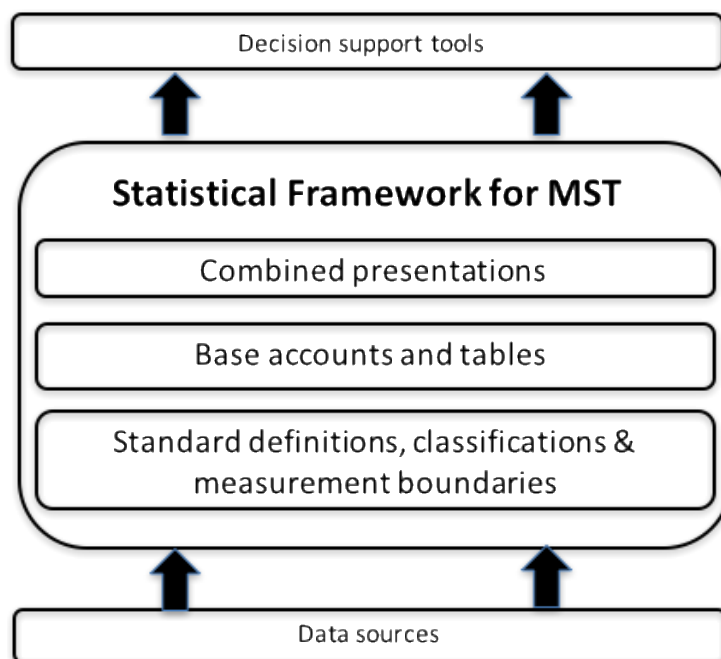 Decision support tools
Statistical Framework for MST
Combined presentations
Base accounts and tables
Standard definitions, classifications &
measurement boundaries
Data sources